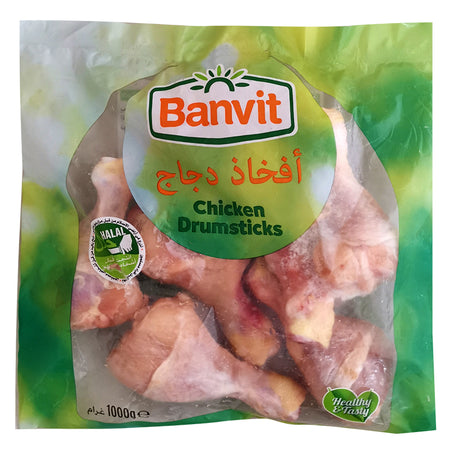 Banvit
أفخاذ دجاج
Chicken
Drumsticks
HALAL
1000g e غرام
Healthy
& Tasty